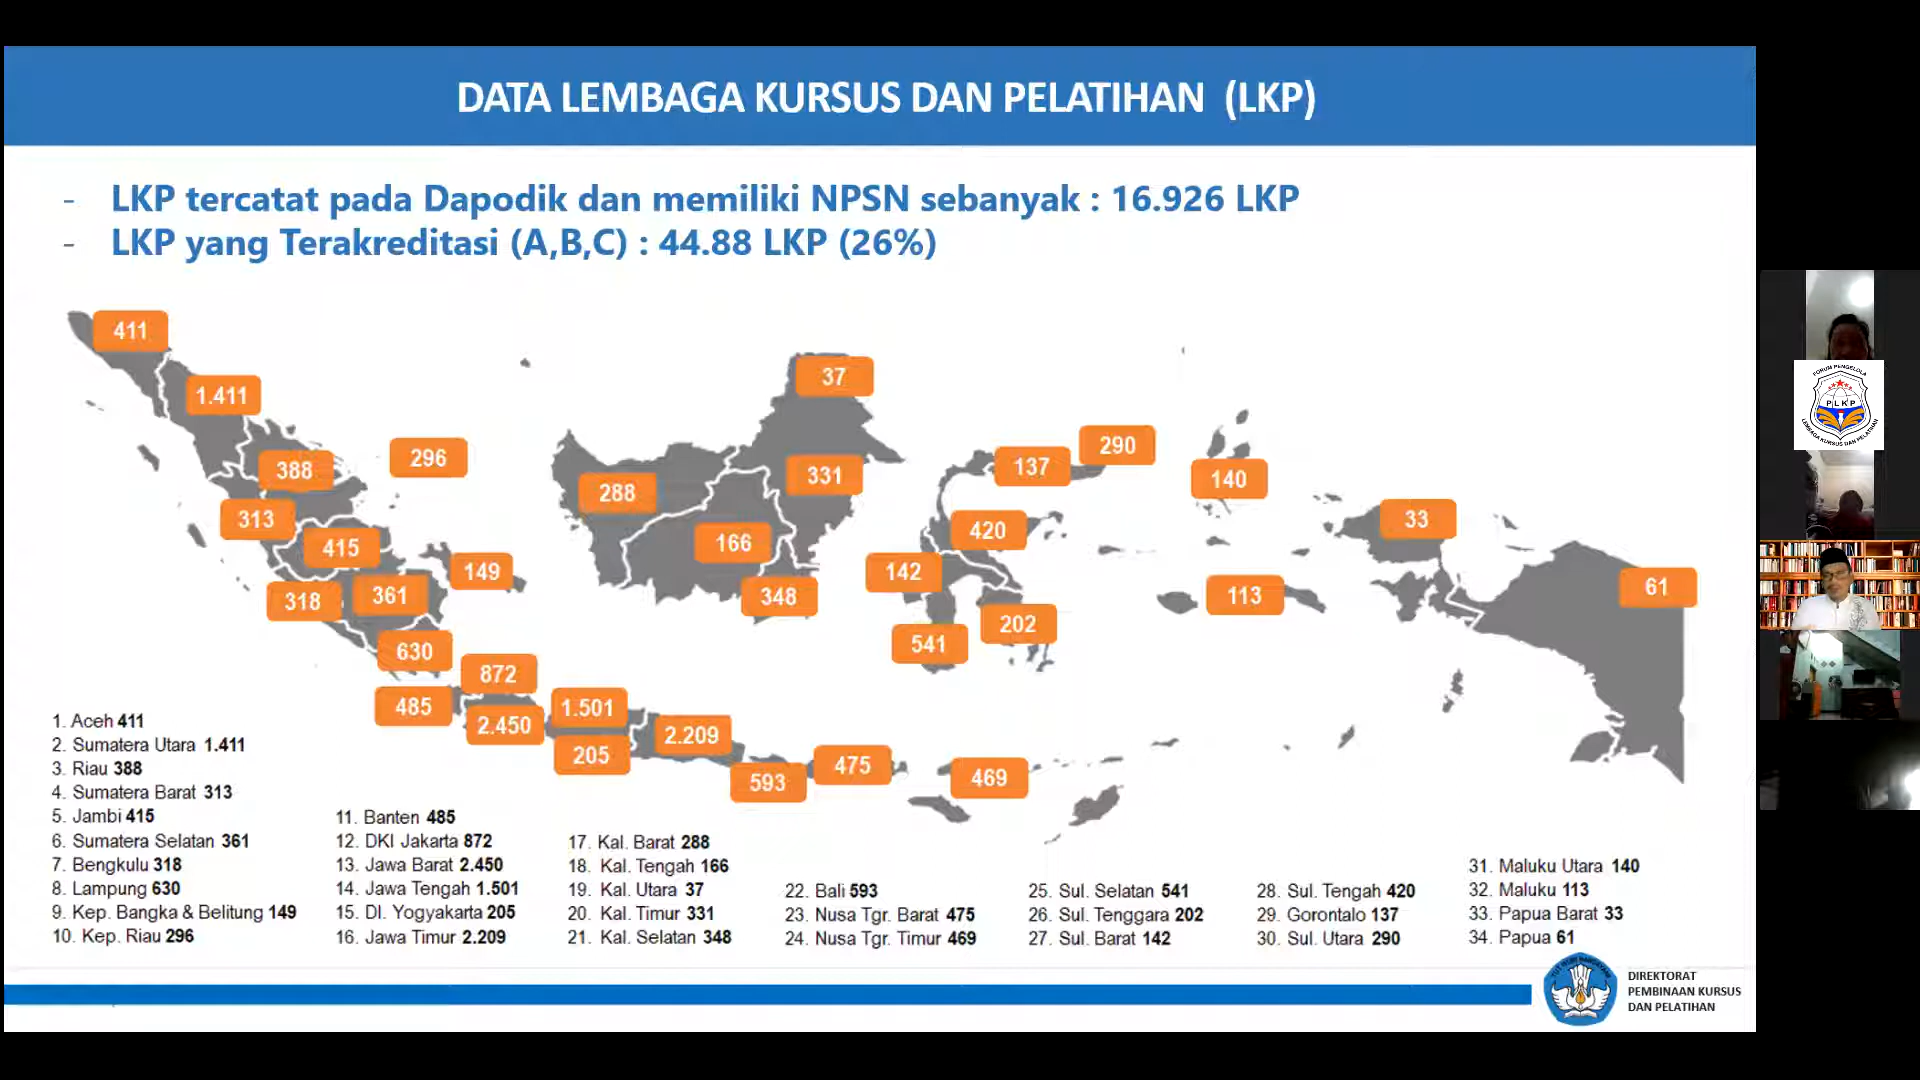 DATA LEMBAGA KURSUS DAN PELATIHAN (LKP)
- LKP tercatat pada Dapodik dan memiliki NPSN sebanyak : 16.926 LKP
- LKP yang Terakreditasi (A,B,C) : 44.88 LKP (26%)
411
1.411
388
296
313
415
318
361
149
630
485
872
2.450
1.501
205
2.209
593
475
469
288
166
37
331
348
137
290
420
142
541
202
140
113
33
61
1. Aceh 411
2. Sumatera Utara 1.411
3. Riau 388
4. Sumatera Barat 313
5. Jambi 415
6. Sumatera Selatan 361
7. Bengkulu 318
8. Lampung 630
9. Kep. Bangka & Belitung 149
10. Kep. Riau 296
11. Banten 485
12. DKI Jakarta 872
13. Jawa Barat 2.450
14. Jawa Tengah 1.501
15. DI. Yogyakarta 205
16. Jawa Timur 2.209
17. Kal. Barat 288
18. Kal. Tengah 166
19. Kal. Utara 37
20. Kal. Timur 331
21. Kal. Selatan 348
22. Bali 593
23. Nusa Tgr. Barat 475
24. Nusa Tgr. Timur 469
25. Sul. Selatan 541
26. Sul. Tenggara 202
27. Sul. Barat 142
28. Sul. Tengah 420
29. Gorontalo 137
30. Sul. Utara 290
31. Maluku Utara 140
32. Maluku 113
33. Papua Barat 33
34. Papua 61
TUT WURI HANDAYANI
DIREKTORAT
PEMBINAAN KURSUS
DAN PELATIHAN
FORUM PENGELOLA
PLKP
LEMBAGA KURSUS DAN PELATIHAN